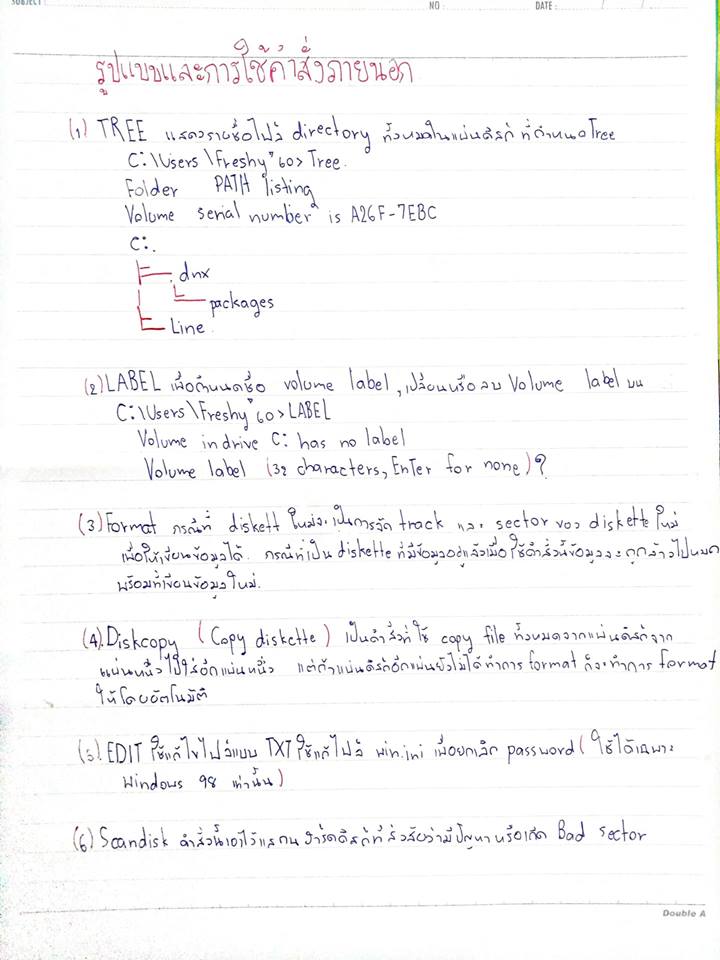 SUBJECT :
NO : DATE :
รูปแบบและการใช้คำสั่งภายนอก
(1) TREE แสดงรายชื่อไฟล์ directory ทั้งหมดในแผ่นดิสก์ ที่กำหนด Tree
C:\Users\Freshy"60>Tree.
Folder PATH listing
Volume serial number is A26F-7EBC
C:.
dnx
packages
Line
(2) LABEL เพื่อกำหนดชื่อ volume label, เปลี่ยนหรือลบ Volume label บน
C:\Users\Freshy"60>LABEL
Volume in drive C: has no label
Volume label (32 characters, EnTer for none)?
(3) Format กรณีที่ diskett ใหม่จะเป็นการจัด track และ sector ของ diskette ใหม่
เพื่อให้เขียนข้อมูลได้. กรณีที่เป็น diskette ที่มีข้อมูลอยู่แล้วเมื่อใช้คำสั่งนี้ข้อมูลจะถูกล้างไปหมด
พร้อมที่เขียนข้อมูลใหม่.
(4). Diskcopy (Copy diskette) เป็นคำสั่งที่ใช้ copy file ทั้งหมดจากแผ่นดิสก์จาก
แผ่นหนึ่งไปใส่อีกแผ่นหนึ่ง แต่ถ้าแผ่นดิสก์อีกแผ่นยังไม่ได้ทำการ format ก็จะทำการ format
ให้โดยอัตโนมัติ
(5). EDIT ใช้แก้ไขไฟล์แบบ TXT ใช้แก้ไฟล์ win.ini เพื่อยกเลิก password (ใช้ได้เฉพาะ
Windows 98 เท่านั้น)
(6) Scandisk คำสั่งนี้เอาไว้แสกน ฮาร์ดดิสก์ที่สงสัยว่ามีปัญหาหรือเกิด Bad sector
Double A